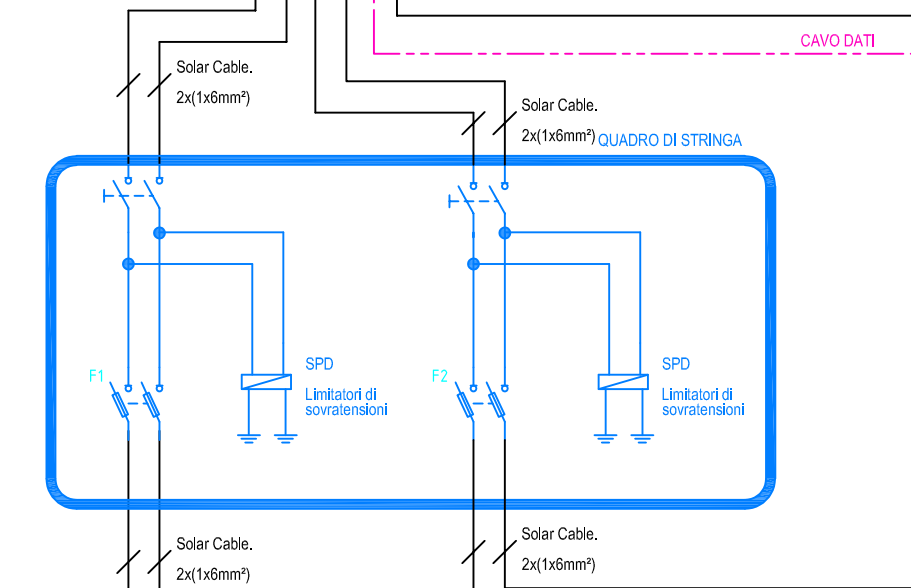 CAVO DATI
Solar Cable.
2x(1x6mm²)
Solar Cable.
2x(1x6mm²)
QUADRO DI STRINGA
F1
SPD
Limitatori di
sovratensioni
F2
SPD
Limitatori di
sovratensioni
Solar Cable.
2x(1x6mm²)
Solar Cable.
2x(1x6mm²)